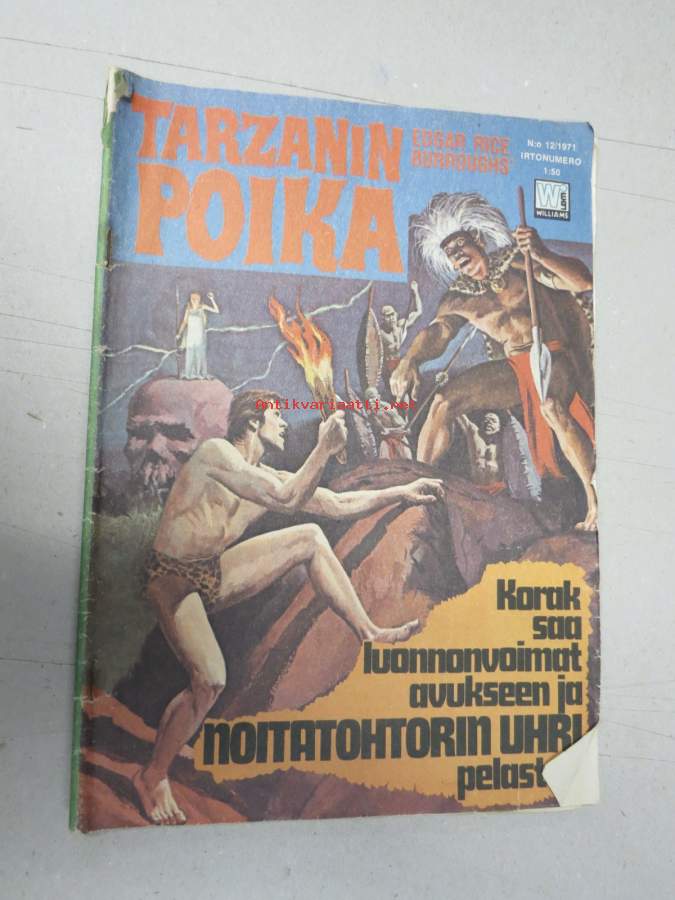 TARZANIN
POIKA
EDGAR RICE
BURROUGHS'
N:o 12/1971
IRTONUMERO
1:50
W
WILLIAMS
Antikvariaatti.net
Korak
saa
luonnonvoimat
avukseen ja
NOITATOHTORIN UHRI